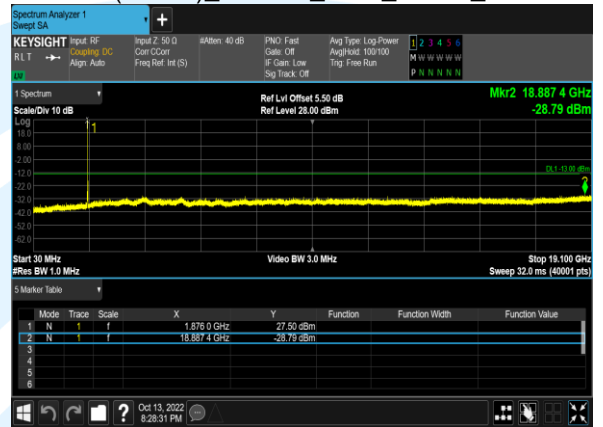 Spectrum Analyzer 1
Swept SA
+
KEYSIGHT Input: RF Input Z: 50 Ω #Atten: 40 dB PNO: Fast Avg Type: Log-Power 1 2 3 4 5 6
RLT Coupling: DC Corr CCorr Gate: Off Avg|Hold: 100/100 M W W W W W
Align: Auto Freq Ref: Int (S) IF Gain: Low Trig: Free Run P N N N N N
LU Sig Track: Off
1 Spectrum Ref Lvl Offset 5.50 dB Mkr2 18.887 4 GHz
Scale/Div 10 dB Ref Level 28.00 dBm -28.79 dBm
Log
18.0
8.00
-2.00
-12.0
-22.0
-32.0
-42.0
-52.0
-62.0
1
DL1 -13.00 dBm
2
Start 30 MHz Video BW 3.0 MHz Stop 19.100 GHz
#Res BW 1.0 MHz Sweep 32.0 ms (40001 pts)
5 Marker Table
Mode Trace Scale X Y Function Function Width Function Value
1 N 1 f 1.876 0 GHz 27.50 dBm
2 N 1 f 18.887 4 GHz -28.79 dBm
3
4
5
6
? Oct 13, 2022
8:28:31 PM